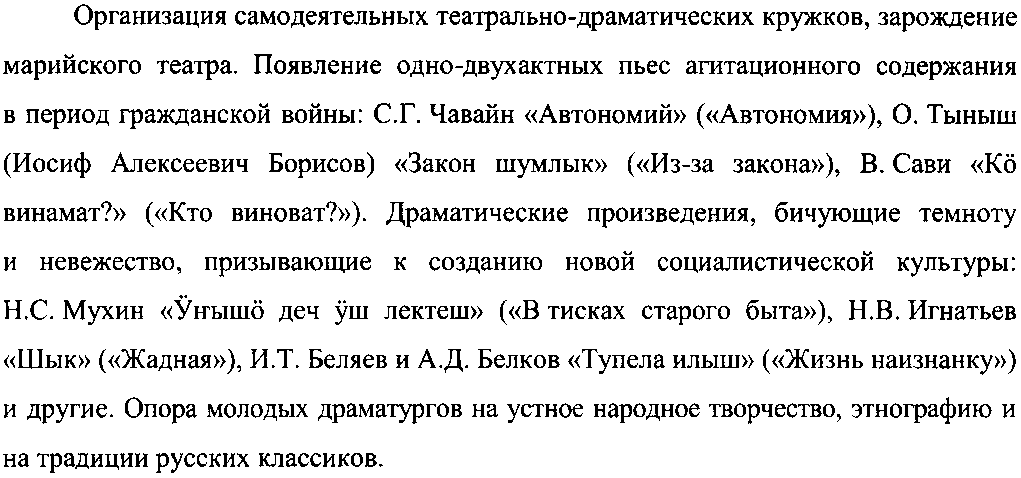 Организация самодеятельных театрально-драматических кружков, зарождение
марийского театра. Появление одно-двухактных пьес агитационного содержания
в период гражданской войны: С.Г. Чавайн «Автономий» («Автономия»), О. Тыныш
(Иосиф Алексеевич Борисов) «Закон шумлык» («Из-за закона»), В. Сави «Кӧ
винамат?» («Кто виноват?»). Драматические произведения, бичующие темноту
и невежество, призывающие к созданию новой социалистической культуры:
Н.С. Мухин «Ӱҥышӧ деч ӱш лектеш» («В тисках старого быта»), Н.В. Игнатьев
«Шык» («Жадная»), И.Т. Беляев и А.Д. Белков «Тупела илыш» («Жизнь наизнанку»)
и другие. Опора молодых драматургов на устное народное творчество, этнографию и
на традиции русских классиков.